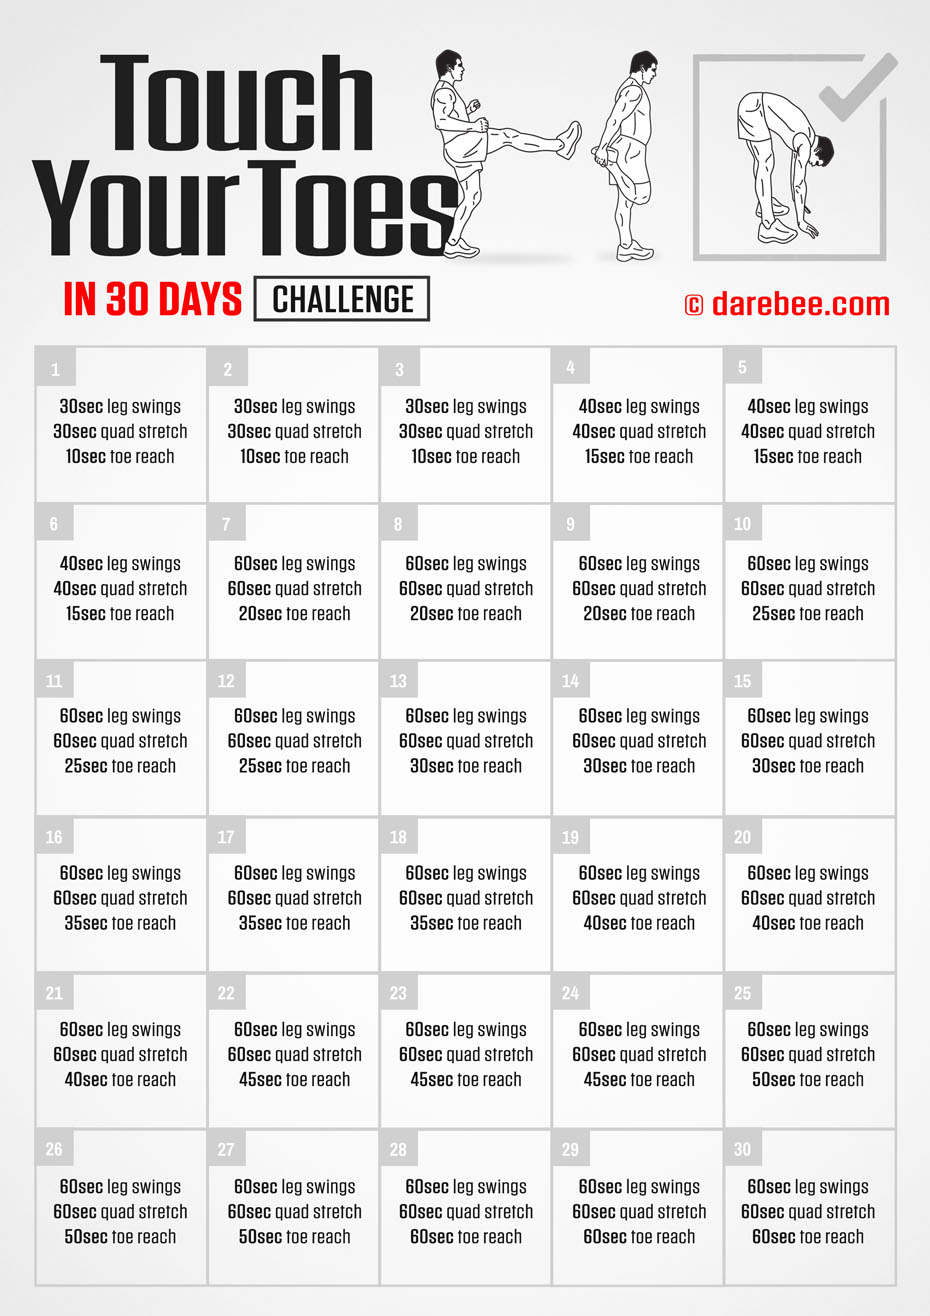 Touch
Your Toes
IN 30 DAYS CHALLENGE
© darebee.com
1
30sec leg swings
30sec quad stretch
10sec toe reach
2
30sec leg swings
30sec quad stretch
10sec toe reach
3
30sec leg swings
30sec quad stretch
10sec toe reach
4
40sec leg swings
40sec quad stretch
15sec toe reach
5
40sec leg swings
40sec quad stretch
15sec toe reach
6
40sec leg swings
40sec quad stretch
15sec toe reach
7
60sec leg swings
60sec quad stretch
20sec toe reach
8
60sec leg swings
60sec quad stretch
20sec toe reach
9
60sec leg swings
60sec quad stretch
20sec toe reach
10
60sec leg swings
60sec quad stretch
25sec toe reach
11
60sec leg swings
60sec quad stretch
25sec toe reach
12
60sec leg swings
60sec quad stretch
25sec toe reach
13
60sec leg swings
60sec quad stretch
30sec toe reach
14
60sec leg swings
60sec quad stretch
30sec toe reach
15
60sec leg swings
60sec quad stretch
30sec toe reach
16
60sec leg swings
60sec quad stretch
35sec toe reach
17
60sec leg swings
60sec quad stretch
35sec toe reach
18
60sec leg swings
60sec quad stretch
35sec toe reach
19
60sec leg swings
60sec quad stretch
40sec toe reach
20
60sec leg swings
60sec quad stretch
40sec toe reach
21
60sec leg swings
60sec quad stretch
40sec toe reach
22
60sec leg swings
60sec quad stretch
45sec toe reach
23
60sec leg swings
60sec quad stretch
45sec toe reach
24
60sec leg swings
60sec quad stretch
45sec toe reach
25
60sec leg swings
60sec quad stretch
50sec toe reach
26
60sec leg swings
60sec quad stretch
50sec toe reach
27
60sec leg swings
60sec quad stretch
50sec toe reach
28
60sec leg swings
60sec quad stretch
60sec toe reach
29
60sec leg swings
60sec quad stretch
60sec toe reach
30
60sec leg swings
60sec quad stretch
60sec toe reach